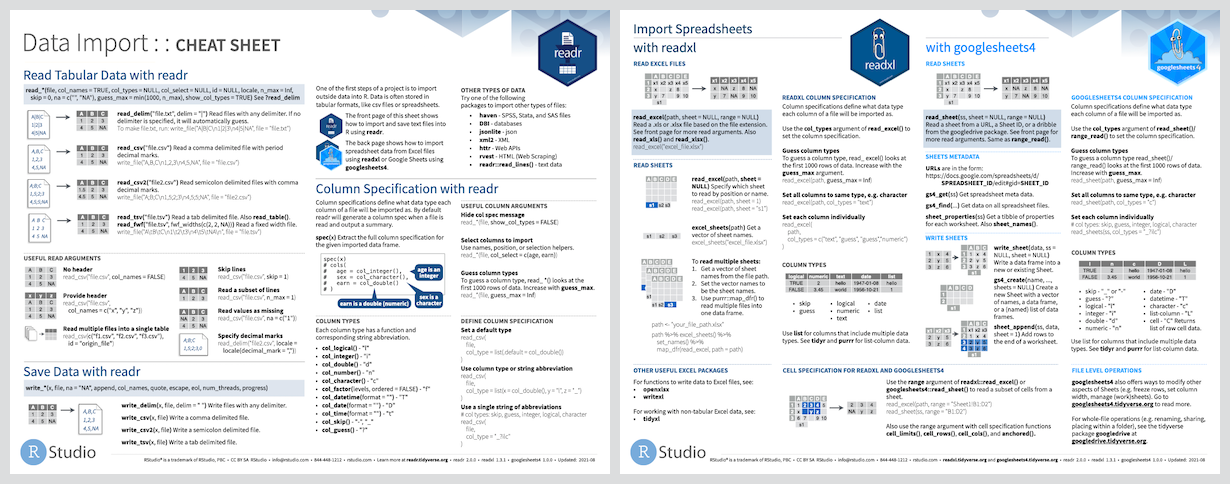 Data Import : : CHEAT SHEET
readr
Read Tabular Data with readr
read_*(file, col_names = TRUE, col_types = NULL, col_select = NULL, id = NULL, locale, n_max = Inf,
skip = 0, na = c("", "NA"), guess_max = min(1000, n_max), show_col_types = TRUE) See ?read_delim
read_delim("file.txt", delim = "|") Read files with any delimiter. If no
delimiter is specified, it will automatically guess.
To make file.txt, run: write_file("A|B|C\n1|2|3\n4|5|NA", file = "file.txt")
read_csv("file.csv") Read a comma delimited file with period
decimal marks.
write_file("A,B,C\n1,2,3\n4,5,NA", file = "file.csv")
read_csv2("file2.csv") Read semicolon delimited files with comma
decimal marks.
write_file("A;B;C\n1,5;2;3\n4,5;5;NA", file = "file2.csv")
read_tsv("file.tsv") Read a tab delimited file. Also read_table().
read_fwf("file.tsv", fwf_widths(c(2, 2, NA))) Read a fixed width file.
write_file("A\tB\tC\n1\t2\t3\n4\t5\tNA\n", file = "file.tsv")
USEFUL READ ARGUMENTS
No header
read_csv("file.csv", col_names = FALSE)
Provide header
read_csv("file.csv",
col_names = c("x", "y", "z"))
Read multiple files into a single table
read_csv(c("f1.csv", "f2.csv", "f3.csv"),
id = "origin_file")
Skip lines
read_csv("file.csv", skip = 1)
Read a subset of lines
read_csv("file.csv", n_max = 1)
Read values as missing
read_csv("file.csv", na = c("1"))
Specify decimal marks
read_delim("file2.csv", locale =
locale(decimal_mark = ","))
Save Data with readr
write_*(x, file, na = "NA", append, col_names, quote, escape, eol, num_threads, progress)
write_delim(x, file, delim = " ") Write files with any delimiter.
write_csv(x, file) Write a comma delimited file.
write_csv2(x, file) Write a semicolon delimited file.
write_tsv(x, file) Write a tab delimited file.
One of the first steps of a project is to import
outside data into R. Data is often stored in
tabular formats, like csv files or spreadsheets.
The front page of this sheet shows
how to import and save text files into
R using readr.
The back page shows how to import
spreadsheet data from Excel files
using readxl or Google Sheets using
googlesheets4.
OTHER TYPES OF DATA
Try one of the following
packages to import other types of files:
• haven - SPSS, Stata, and SAS files
• DBI - databases
• jsonlite - json
• xml2 - XML
• httr - Web APIs
• rvest - HTML (Web Scraping)
• readr::read_lines() - text data
Column Specification with readr
Column specifications define what data type each
column of a file will be imported as. By default
readr will generate a column spec when a file is
read and output a summary.
spec(x) Extract the full column specification for
the given imported data frame.
spec(x)
# cols(
# age = col_integer(),
# sex = col_character(),
# earn = col_double()
# )
age is an
integer
earn is a double (numeric)
sex is a
character
COLUMN TYPES
Each column type has a function and
corresponding string abbreviation.
• col_logical() - "l"
• col_integer() - "i"
• col_double() - "d"
• col_number() - "n"
• col_character() - "c"
• col_factor(levels, ordered = FALSE) - "f"
• col_datetime(format = "") - "T"
• col_date(format = "") - "D"
• col_time(format = "") - "t"
• col_skip() - "-", "_"
• col_guess() - "?"
USEFUL COLUMN ARGUMENTS
Hide col spec message
read_*(file, show_col_types = FALSE)
Select columns to import
Use names, position, or selection helpers.
read_*(file, col_select = c(age, earn))
Guess column types
To guess a column type, read_ *() looks at the
first 1000 rows of data. Increase with guess_max.
read_*(file, guess_max = Inf)
DEFINE COLUMN SPECIFICATION
Set a default type
read_csv(
file,
col_type = list(.default = col_double())
)
Use column type or string abbreviation
read_csv(
file,
col_type = list(x = col_double(), y = "l", z = "_")
)
Use a single string of abbreviations
# col types: skip, guess, integer, logical, character
read_csv(
file,
col_type = "_?ilc"
)
R Studio
RStudio® is a trademark of RStudio, PBC • CC BY SA RStudio • info@rstudio.com • 844-448-1212 • rstudio.com • Learn more at readr.tidyverse.org • readr 2.0.0 • readxl 1.3.1 • googlesheets4 1.0.0 • Updated: 2021-08
Import Spreadsheets
with readxl
readxl
READ EXCEL FILES
read_excel(path, sheet = NULL, range = NULL)
Read a .xls or .xlsx file based on the file extension.
See front page for more read arguments. Also
read_xls() and read_xlsx().
read_excel("excel_file.xlsx")
READ SHEETS
read_excel(path, sheet =
NULL) Specify which sheet
to read by position or name.
read_excel(path, sheet = 1)
read_excel(path, sheet = "s1")
excel_sheets(path) Get a
vector of sheet names.
excel_sheets("excel_file.xlsx")
To read multiple sheets:
1. Get a vector of sheet
names from the file path.
2. Set the vector names to
be the sheet names.
3. Use purrr::map_dfr() to
read multiple files into
one data frame.
path <- "your_file_path.xlsx"
path %>% excel_sheets() %>%
set_names() %>%
map_dfr(read_excel, path = path)
OTHER USEFUL EXCEL PACKAGES
For functions to write data to Excel files, see:
• openxlsx
• writexl
For working with non-tabular Excel data, see:
• tidyxl
READXL COLUMN SPECIFICATION
Column specifications define what data type
each column of a file will be imported as.
Use the col_types argument of read_excel() to
set the column specification.
Guess column types
To guess a column type, read_ excel() looks at
the first 1000 rows of data. Increase with the
guess_max argument.
read_excel(path, guess_max = Inf)
Set all columns to same type, e.g. character
read_excel(path, col_types = "text")
Set each column individually
read_excel(
path,
col_types = c("text", "guess", "guess","numeric")
)
COLUMN TYPES
logical numeric text date list
TRUE 2 hello 1947-01-08 hello
FALSE 3.45 world 1956-10-21 1
• skip
• guess
• logical
• numeric
• text
• date
• list
Use list for columns that include multiple data
types. See tidyr and purrr for list-column data.
with googlesheets4
googlesheets4
READ SHEETS
read_sheet(ss, sheet = NULL, range = NULL)
Read a sheet from a URL, a Sheet ID, or a dribble
from the googledrive package. See front page for
more read arguments. Same as range_read().
SHEETS METADATA
URLs are in the form:
https://docs.google.com/spreadsheets/d/
SPREADSHEET_ID/edit#gid=SHEET_ID
gs4_get(ss) Get spreadsheet meta data.
gs4_find(...) Get data on all spreadsheet files.
sheet_properties(ss) Get a tibble of properties
for each worksheet. Also sheet_names().
WRITE SHEETS
write_sheet(data, ss =
NULL, sheet = NULL)
Write a data frame into a
new or existing Sheet.
gs4_create(name, ...,
sheets = NULL) Create a
new Sheet with a vector
of names, a data frame,
or a (named) list of data
frames.
sheet_append(ss, data,
sheet = 1) Add rows to
the end of a worksheet.
GOOGLESHEETS4 COLUMN SPECIFICATION
Column specifications define what data type
each column of a file will be imported as.
Use the col_types argument of read_sheet()/
range_read() to set the column specification.
Guess column types
To guess a column type read_sheet()/
range_read() looks at the first 1000 rows of data.
Increase with guess_max.
read_sheet(path, guess_max = Inf)
Set all columns to same type, e.g. character
read_sheet(path, col_types = "c")
Set each column individually
# col types: skip, guess, integer, logical, character
read_sheets(ss, col_types = "_?ilc")
COLUMN TYPES
l n c D L
TRUE 2 hello 1947-01-08 hello
FALSE 3.45 world 1956-10-21 1
• skip - "_" or "-"
• guess - "?"
• logical - "l"
• integer - "i"
• double - "d"
• numeric - "n"
• date - "D"
• datetime - "T"
• character - "c"
• list-column - "L"
• cell - "C" Returns
list of raw cell data.
Use list for columns that include multiple data
types. See tidyr and purrr for list-column data.
CELL SPECIFICATION FOR READXL AND GOOGLESHEETS4
Use the range argument of readxl::read_excel() or
googlesheets4::read_sheet() to read a subset of cells from a
sheet.
read_excel(path, range = "Sheet1!B1:D2")
read_sheet(ss, range = "B1:D2")
Also use the range argument with cell specification functions
cell_limits(), cell_rows(), cell_cols(), and anchored().
FILE LEVEL OPERATIONS
googlesheets4 also offers ways to modify other
aspects of Sheets (e.g. freeze rows, set column
width, manage (work)sheets). Go to
googlesheets4.tidyverse.org to read more.
For whole-file operations (e.g. renaming, sharing,
placing within a folder), see the tidyverse
package googledrive at
googledrive.tidyverse.org.
R Studio
RStudio® is a trademark of RStudio, PBC • CC BY SA RStudio • info@rstudio.com • 844-448-1212 • rstudio.com • Learn more at readxl.tidyverse.org and googlesheets4.tidyverse.org • readr 2.0.0 • readxl 1.3.1 • googlesheets4 1.0.0 • Updated: 2021-08